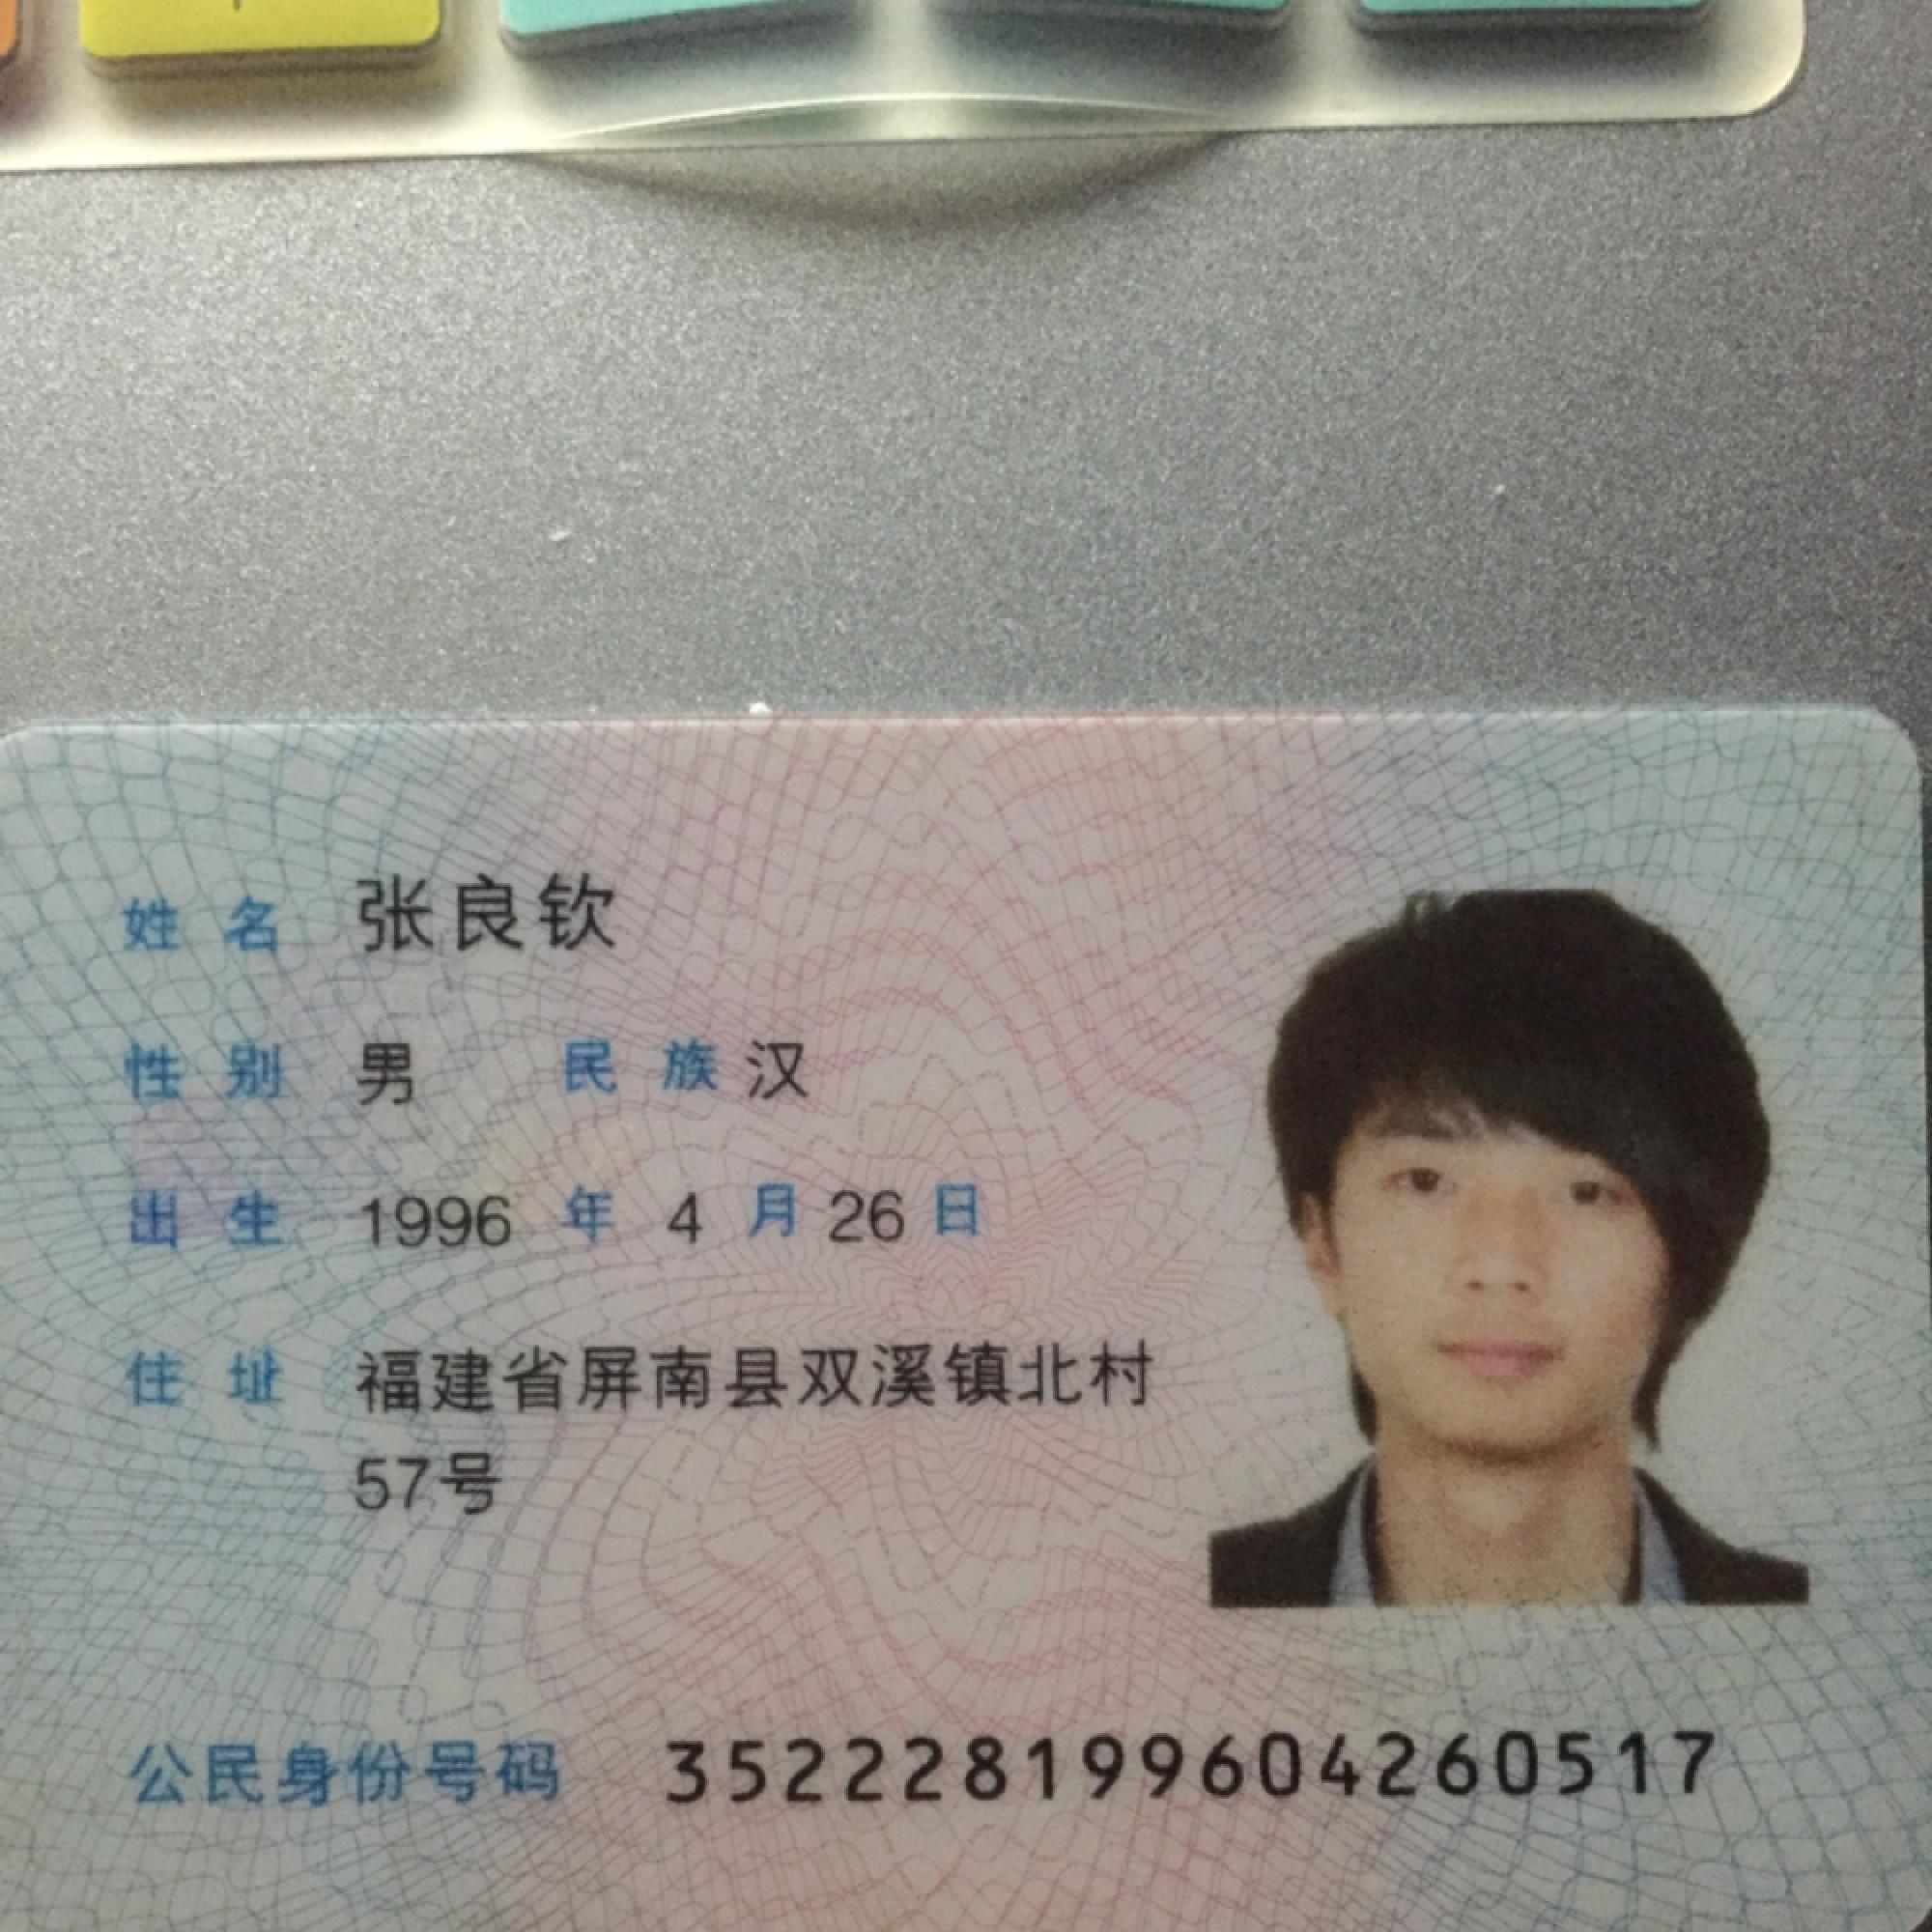 姓名 张良钦
性别 男 民族 汉
出生 1996 年 4 月 26 日
住址 福建省屏南县双溪镇北村
57号
公民身份号码 352228199604260517